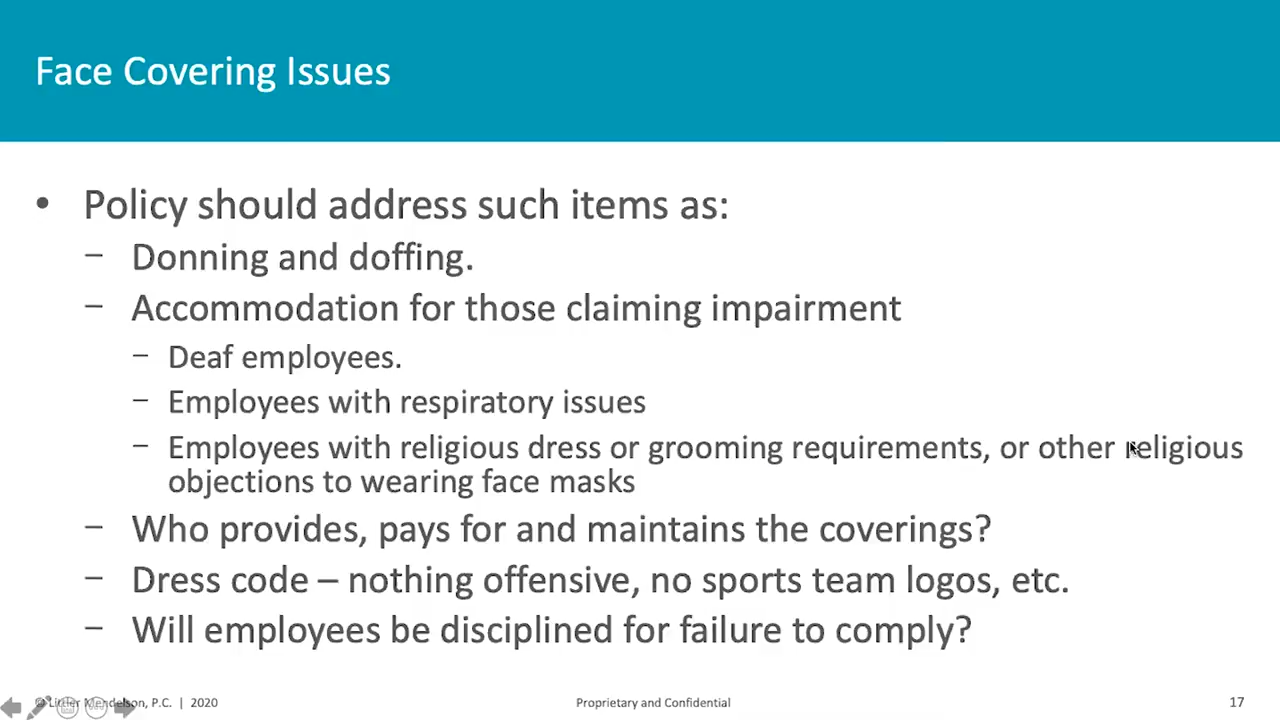 Face Covering Issues
• Policy should address such items as:
– Donning and doffing.
– Accommodation for those claiming impairment
– Deaf employees.
– Employees with respiratory issues
– Employees with religious dress or grooming requirements, or other religious
objections to wearing face masks
– Who provides, pays for and maintains the coverings?
– Dress code – nothing offensive, no sports team logos, etc.
– Will employees be disciplined for failure to comply?
© Littler Mendelson, P.C. | 2020 Proprietary and Confidential 17